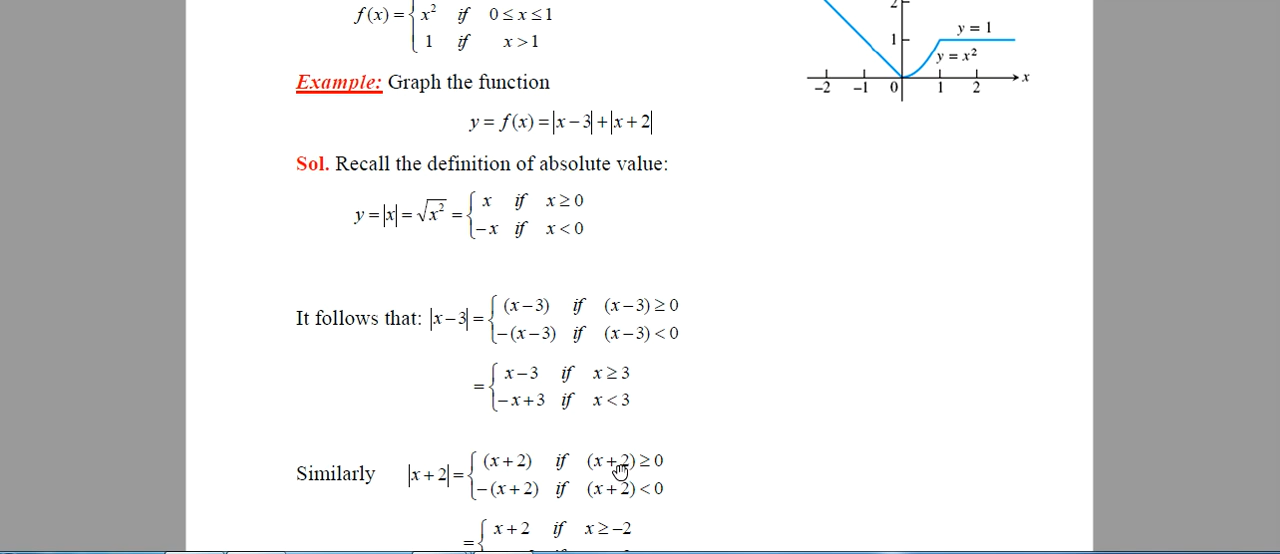 f(x) = { x² if 0 ≤ x ≤ 1
1 if x > 1
2
1
y = 1
y = x²
-2 -1 0 1 2 x
Example: Graph the function
y = f(x) = |x − 3| + |x + 2|
Sol. Recall the definition of absolute value:
y = |x| = √x² = { x if x ≥ 0
−x if x < 0
It follows that: |x − 3| = { (x − 3) if (x − 3) ≥ 0
−(x − 3) if (x − 3) < 0
= { x − 3 if x ≥ 3
−x + 3 if x < 3
Similarly |x + 2| = { (x + 2) if (x + 2) ≥ 0
−(x + 2) if (x + 2) < 0
= { x + 2 if x ≥ −2